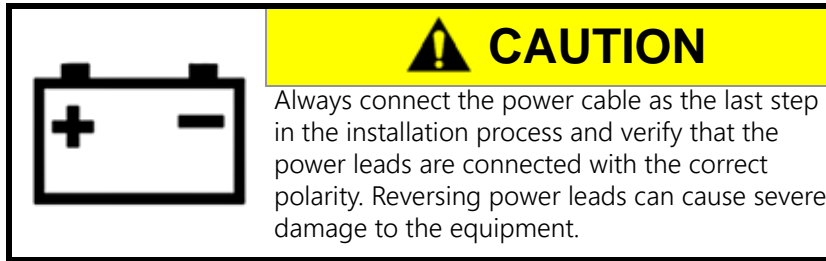 CAUTION
Always connect the power cable as the last step
in the installation process and verify that the
power leads are connected with the correct
polarity. Reversing power leads can cause severe
damage to the equipment.